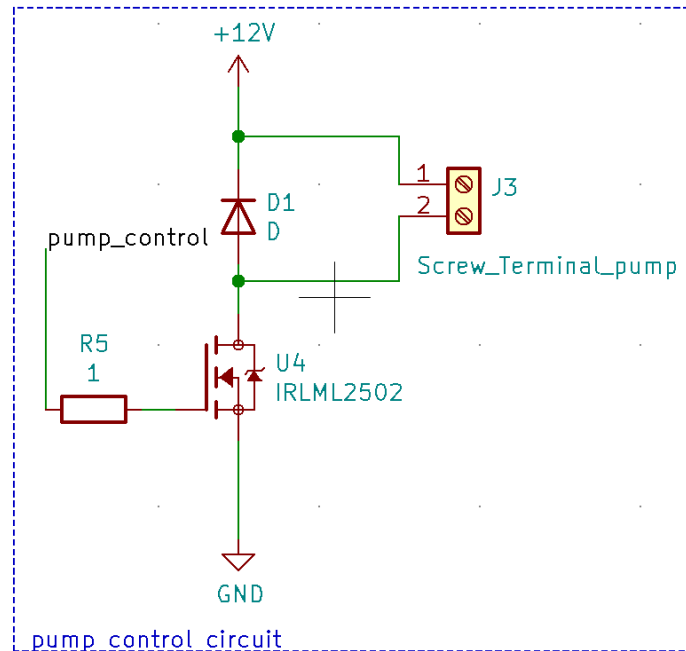 +12V
1
2
J3
D1
D
pump_control
Screw_Terminal_pump
R5
1
U4
IRLML2502
GND
pump control circuit